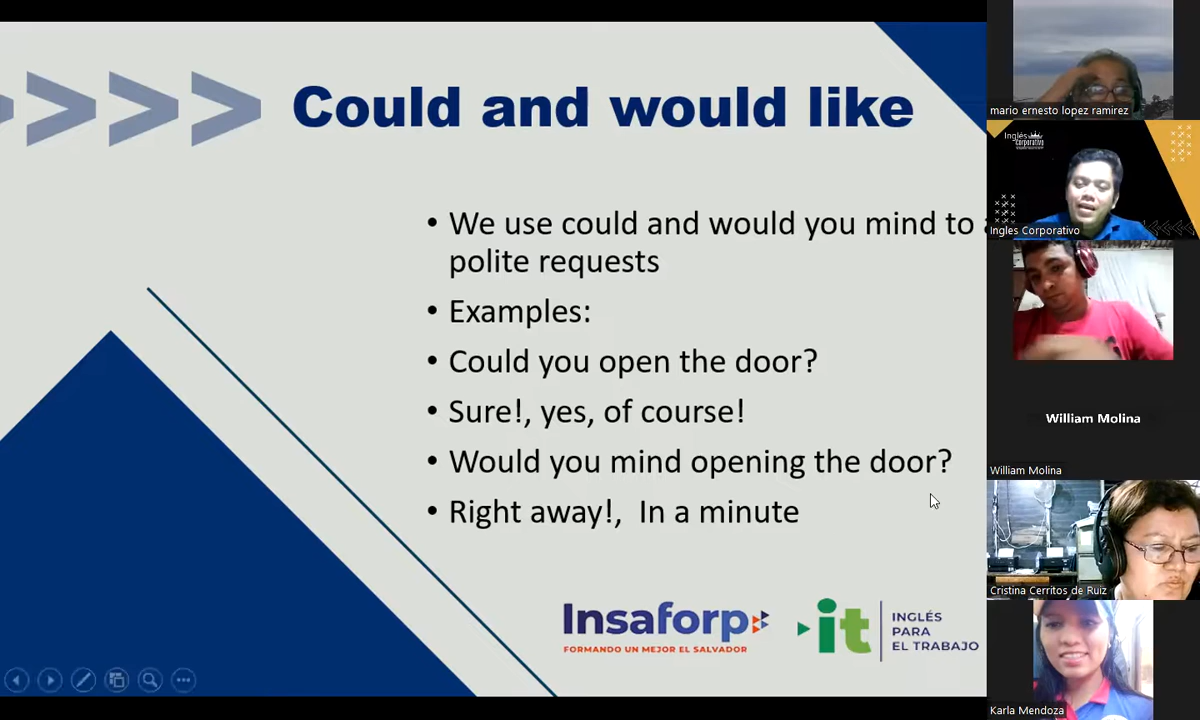 Could and would like
• We use could and would you mind to
polite requests
• Examples:
• Could you open the door?
• Sure!, yes, of course!
• Would you mind opening the door?
• Right away!,  In a minute
Insaforp
FORMANDO UN MEJOR EL SALVADOR
it
INGLÉS
PARA
EL TRABAJO
mario ernesto lopez ramirez
Inglés
corporativo
Ingles Corporativo
William Molina
William Molina
Cristina Cerritos de Ruiz
Karla Mendoza